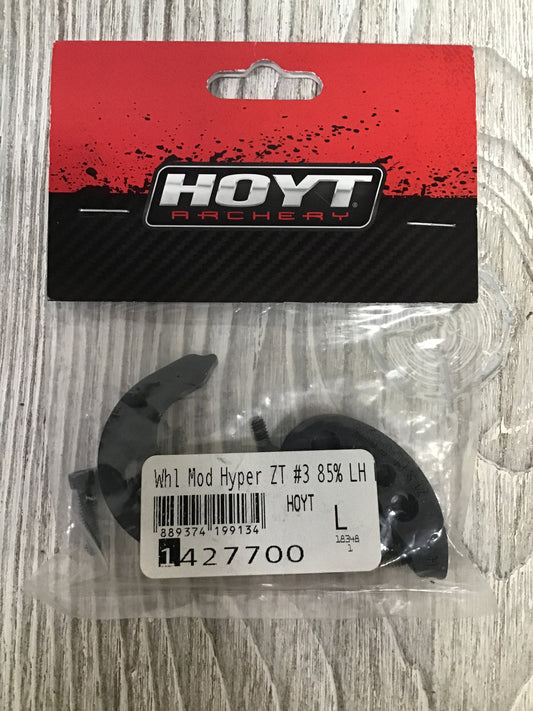 HOYT®
ARCHERY
Whl Mod Hyper ZT #3 85% LH
HOYT
889374 199134
L
18348
1
1427700